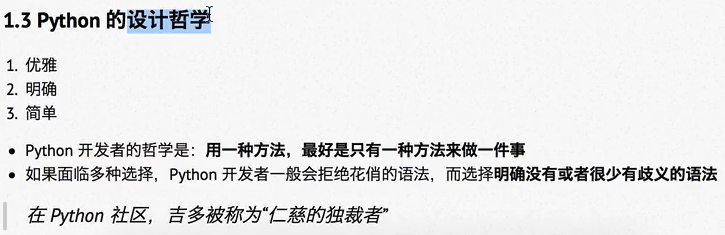 1.3 Python 的设计哲学
1. 优雅
2. 明确
3. 简单
• Python 开发者的哲学是：用一种方法，最好是只有一种方法来做一件事
• 如果面临多种选择，Python 开发者一般会拒绝花俏的语法，而选择明确没有或者很少有歧义的语法
在 Python 社区，吉多被称为“仁慈的独裁者”